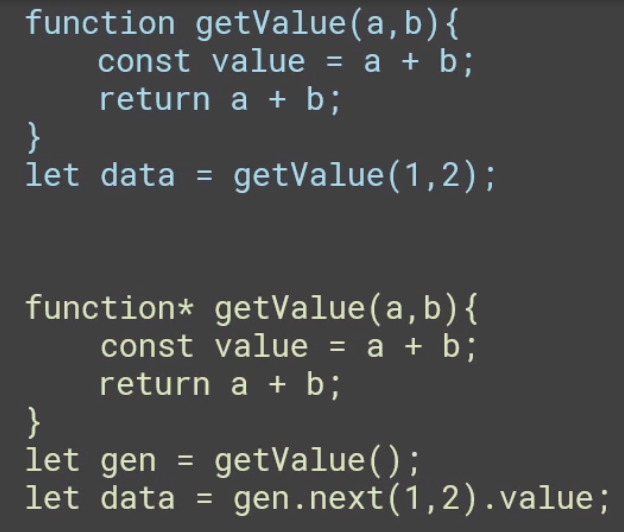 function getValue(a,b){
    const value = a + b;
    return a + b;
}
let data = getValue(1,2);
function* getValue(a,b){
    const value = a + b;
    return a + b;
}
let gen = getValue();
let data = gen.next(1,2).value;